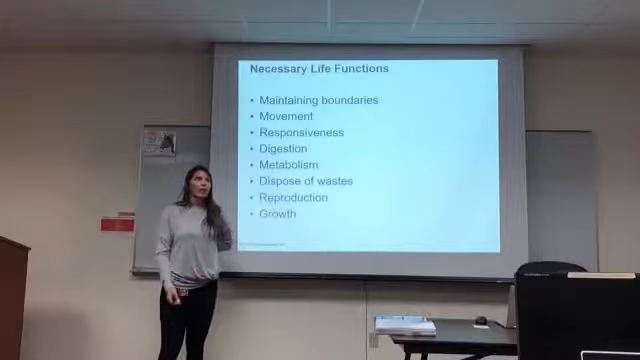 Necessary Life Functions
• Maintaining boundaries
• Movement
• Responsiveness
• Digestion
• Metabolism
• Dispose of wastes
• Reproduction
• Growth